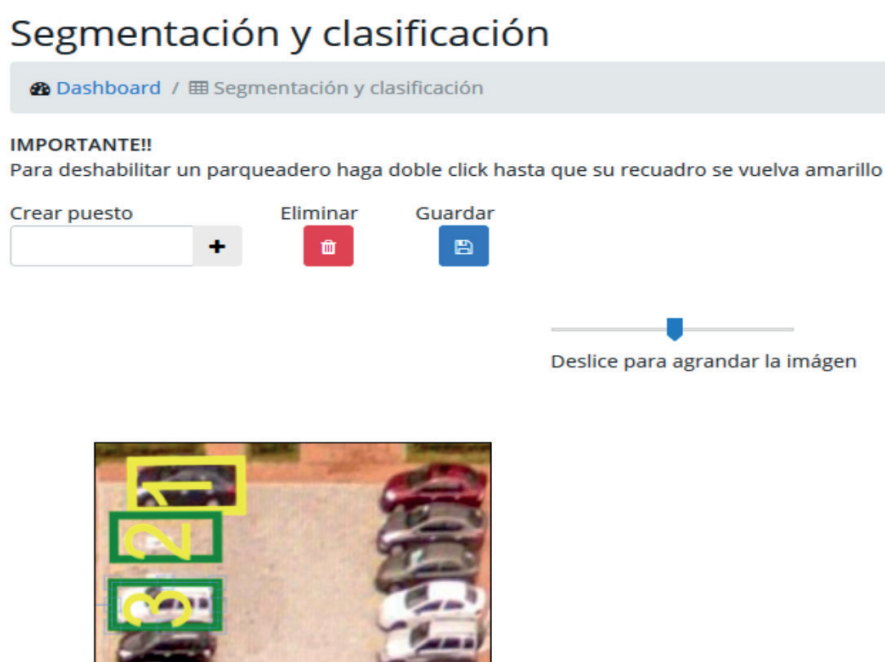 Segmentación y clasificación
Dashboard / Segmentación y clasificación
IMPORTANTE!!
Para deshabilitar un parqueadero haga doble click hasta que su recuadro se vuelva amarillo
Crear puesto Eliminar Guardar
+
Deslice para agrandar la imágen
1
2
3